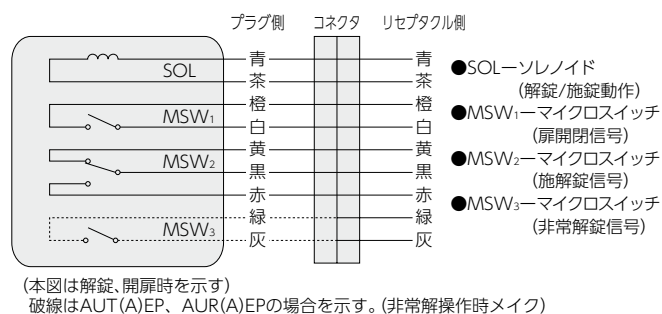 プラグ側 コネクタ リセプタクル側
青 青
SOL
茶 茶
橙 橙
MSW₁
白 白
黄 黄
MSW₂
黒 黒
赤 赤
緑 緑
MSW₃
灰 灰
●SOLーソレノイド
(解錠/施錠動作)
●MSW₁ーマイクロスイッチ
(扉開閉信号)
●MSW₂ーマイクロスイッチ
(施解錠信号)
●MSW₃ーマイクロスイッチ
(非常解錠信号)
(本図は解錠、開扉時を示す)
破線はAUT(A)EP、AUR(A)EPの場合を示す。(非常解操作時メイク)